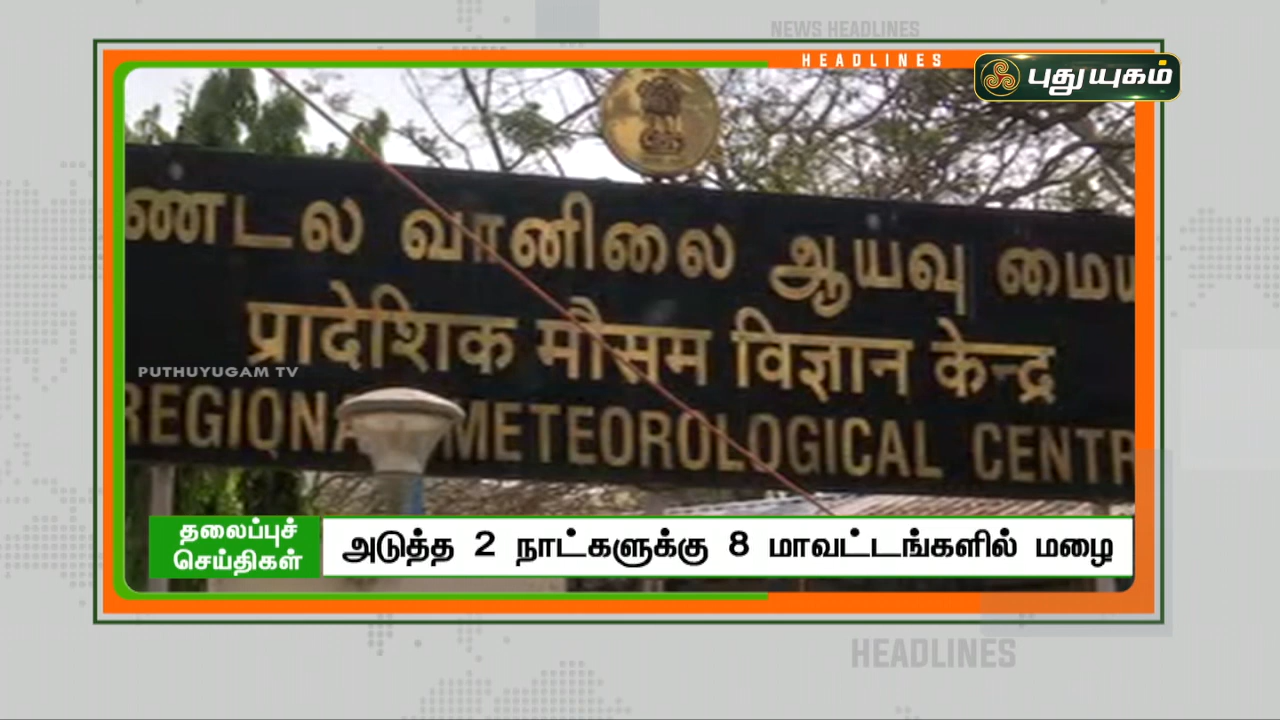 NEWS HEADLINES
HEADLINES
புதுயுகம்
ண்டல வானிலை ஆய்வு மைய
प्रादेशिक मौसम विज्ञान केन्द्र
PUTHUYUGAM TV
REGIONA METEOROLOGICAL CENTR
தலைப்புச் செய்திகள்
அடுத்த 2 நாட்களுக்கு 8 மாவட்டங்களில் மழை
HEADLINES